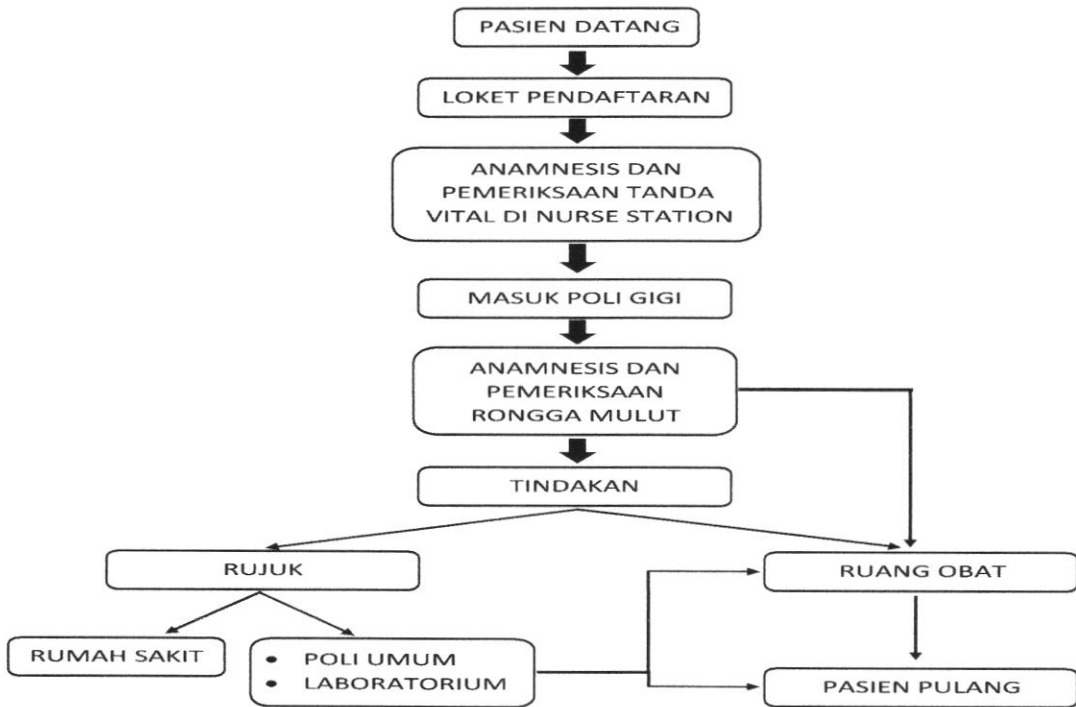 PASIEN DATANG
LOKET PENDAFTARAN
ANAMNESIS DAN
PEMERIKSAAN TANDA
VITAL DI NURSE STATION
MASUK POLI GIGI
ANAMNESIS DAN
PEMERIKSAAN
RONGGA MULUT
TINDAKAN
RUJUK
RUANG OBAT
RUMAH SAKIT
• POLI UMUM
• LABORATORIUM
PASIEN PULANG